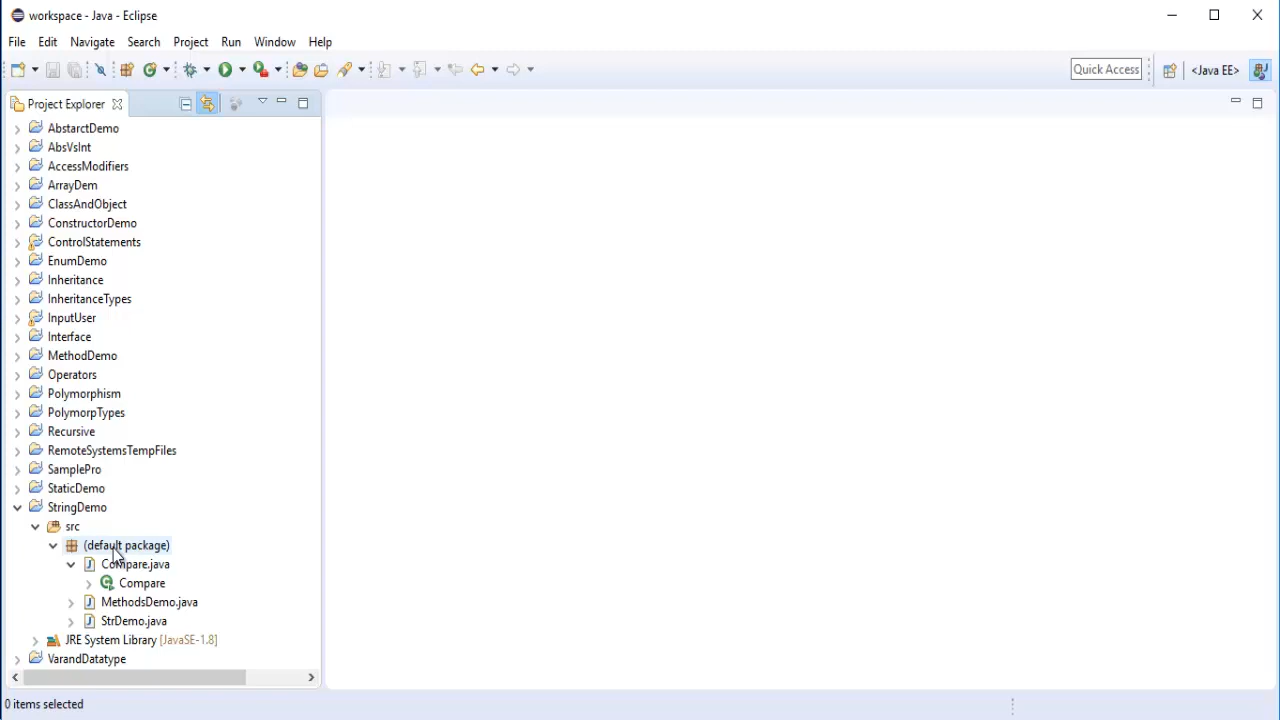 workspace - Java - Eclipse
File Edit Navigate Search Project Run Window Help
Quick Access
<Java EE>
Project Explorer
AbstarctDemo
AbsVsInt
AccessModifiers
ArrayDem
ClassAndObject
ConstructorDemo
ControlStatements
EnumDemo
Inheritance
InheritanceTypes
InputUser
Interface
MethodDemo
Operators
Polymorphism
PolymorpTypes
Recursive
RemoteSystemsTempFiles
SamplePro
StaticDemo
StringDemo
src
(default package)
Compare.java
Compare
MethodsDemo.java
StrDemo.java
JRE System Library [JavaSE-1.8]
VarandDatatype
0 items selected